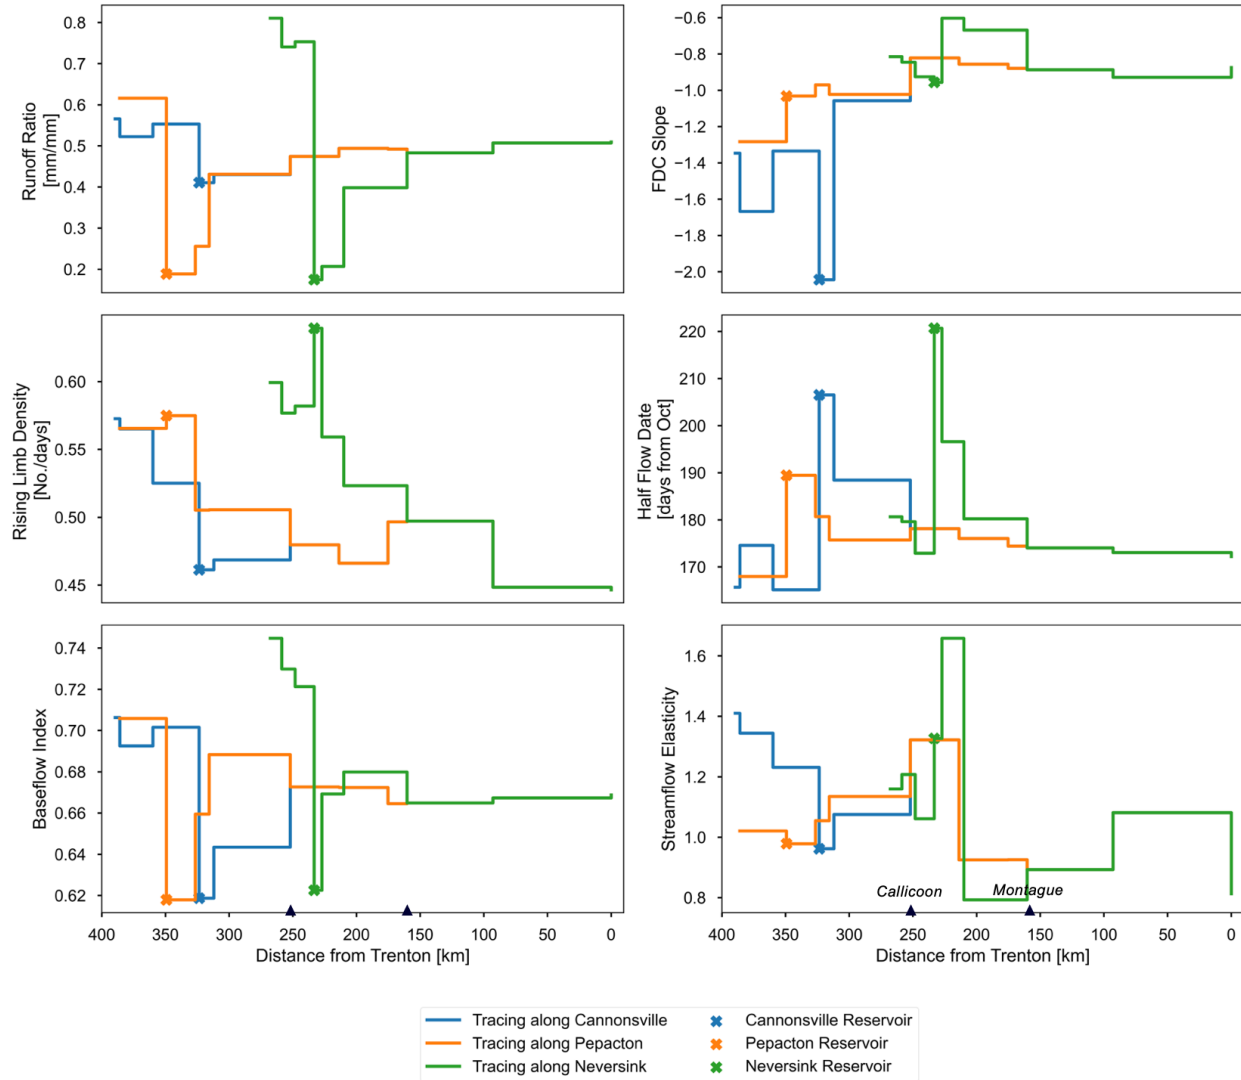 Runoff Ratio
[mm/mm]
0.8
0.7
0.6
0.5
0.4
0.3
0.2
FDC Slope
−0.6
−0.8
−1.0
−1.2
−1.4
−1.6
−1.8
−2.0
Rising Limb Density
[No./days]
0.60
0.55
0.50
0.45
Half Flow Date
[days from Oct]
220
210
200
190
180
170
Baseflow Index
0.74
0.72
0.70
0.68
0.66
0.64
0.62
400 350 300 250 200 150 100 50 0
Distance from Trenton [km]
Streamflow Elasticity
1.6
1.4
1.2
1.0
0.8
Callicoon Montague
400 350 300 250 200 150 100 50 0
Distance from Trenton [km]
Tracing along Cannonsville
Tracing along Pepacton
Tracing along Neversink
Cannonsville Reservoir
Pepacton Reservoir
Neversink Reservoir